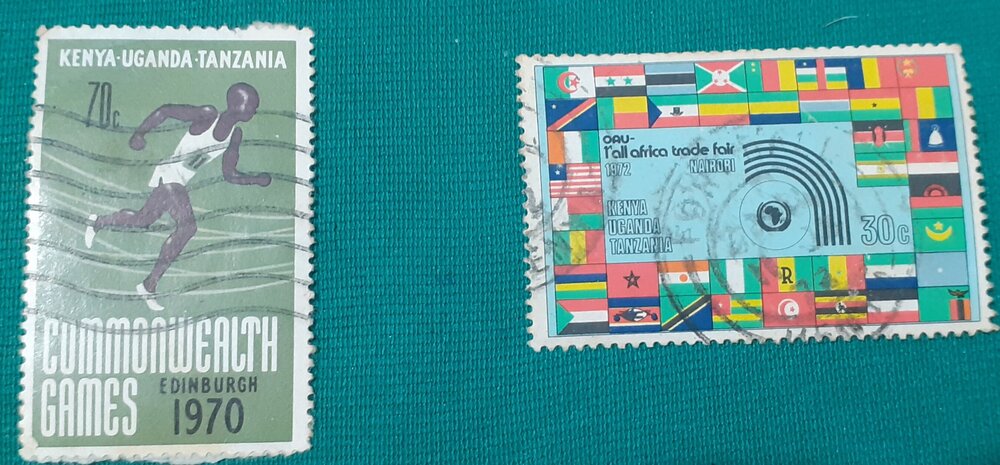 KENYA·UGANDA·TANZANIA
70c
COMMONWEALTH
GAMES EDINBURGH
1970
OAU-
1st all africa trade fair
1972 NAIROBI
KENYA
UGANDA
TANZANIA
30c
R